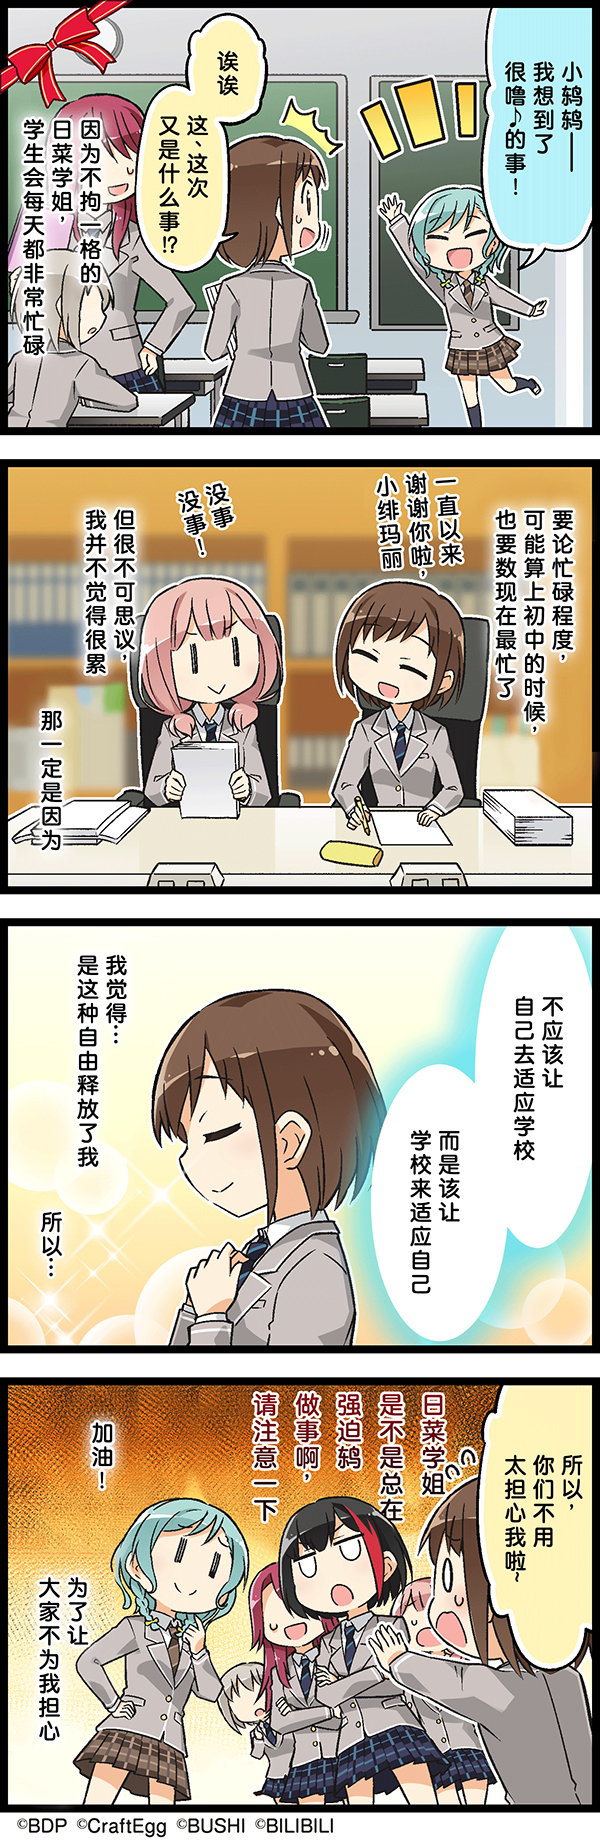 小鸫鸫——
我想到了
很噜♪的事！
诶诶
这、这次
又是什么事!?
因为不拘一格的
日菜学姐，
学生会每天都非常忙碌
要论忙碌程度，
可能算上初中的时候，
也要数现在最忙了
一直以来
谢谢你啦，
小绯玛丽
没事
没事！
但很不可思议，
我并不觉得很累
那一定是因为
不应该让
自己去适应学校
而是该让
学校来适应自己
我觉得…
是这种自由释放了我
所以…
所以，
你们不用
太担心我啦~
日菜学姐
是不是总在
强迫鸫
做事啊，
请注意一下
加油！
为了让
大家不为我担心
©BDP ©CraftEgg ©BUSHI ©BILIBILI